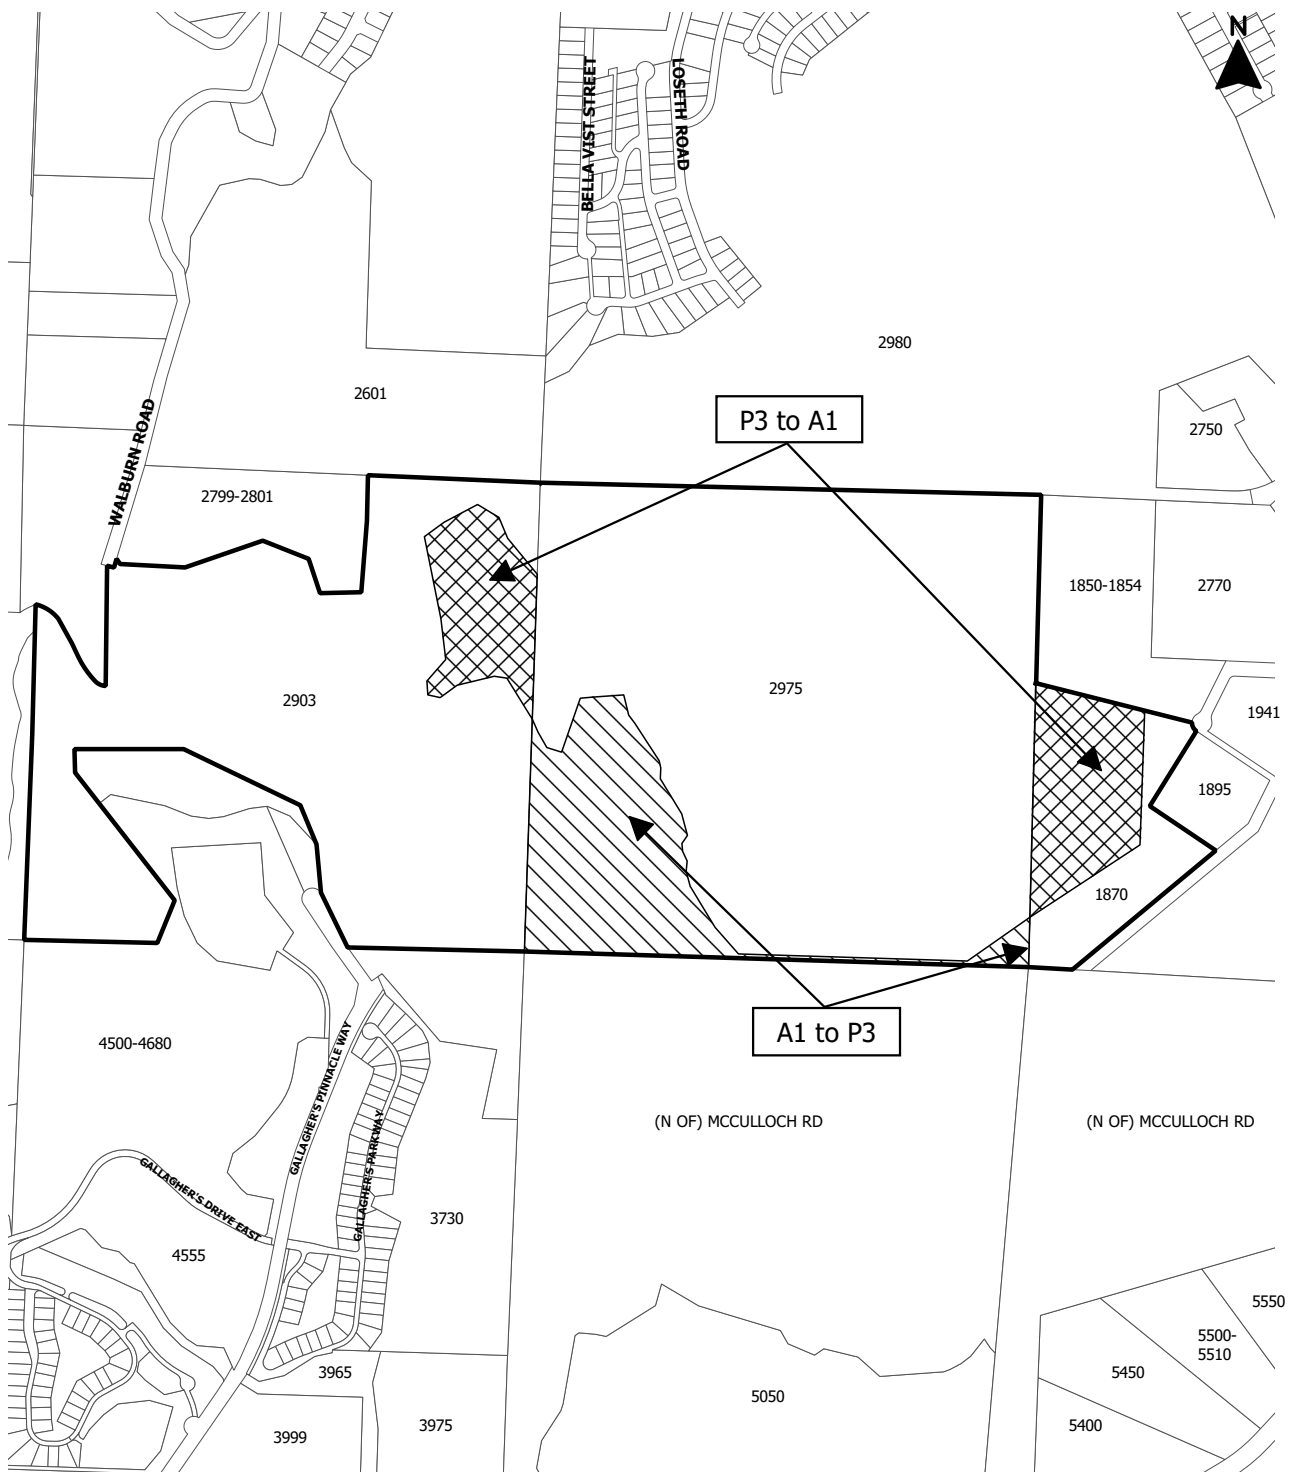 N
BELLA VIST STREET
LOSETH ROAD
2980
2601
WALBURN ROAD
P3 to A1
2750
2799-2801
1850-1854
2770
2903
2975
1941
1895
1870
A1 to P3
4500-4680
GALLAGHER'S PINNACLE WAY
GALLAGHER'S PARKWAY
(N OF) MCCULLOCH RD
(N OF) MCCULLOCH RD
GALLAGHER'S DRIVE EAST
3730
4555
5550
5500-
5510
3965
5450
5050
3975
5400
3999